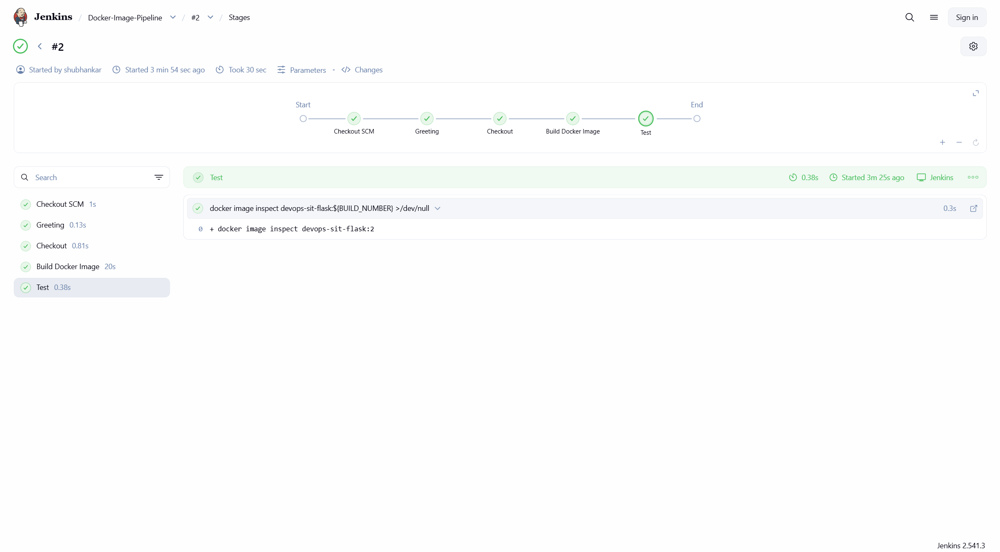 Jenkins / Docker-Image-Pipeline / #2 / Stages Sign in
#2
Started by shubhankar Started 3 min 54 sec ago Took 30 sec Parameters • Changes
Start End
Checkout SCM Greeting Checkout Build Docker Image Test
Search
Checkout SCM 1s
Greeting 0.13s
Checkout 0.81s
Build Docker Image 20s
Test 0.38s
Test 0.38s Started 3m 25s ago Jenkins
docker image inspect devops-sit-flask:${BUILD_NUMBER} >/dev/null 0.3s
0 + docker image inspect devops-sit-flask:2
Jenkins 2.541.3